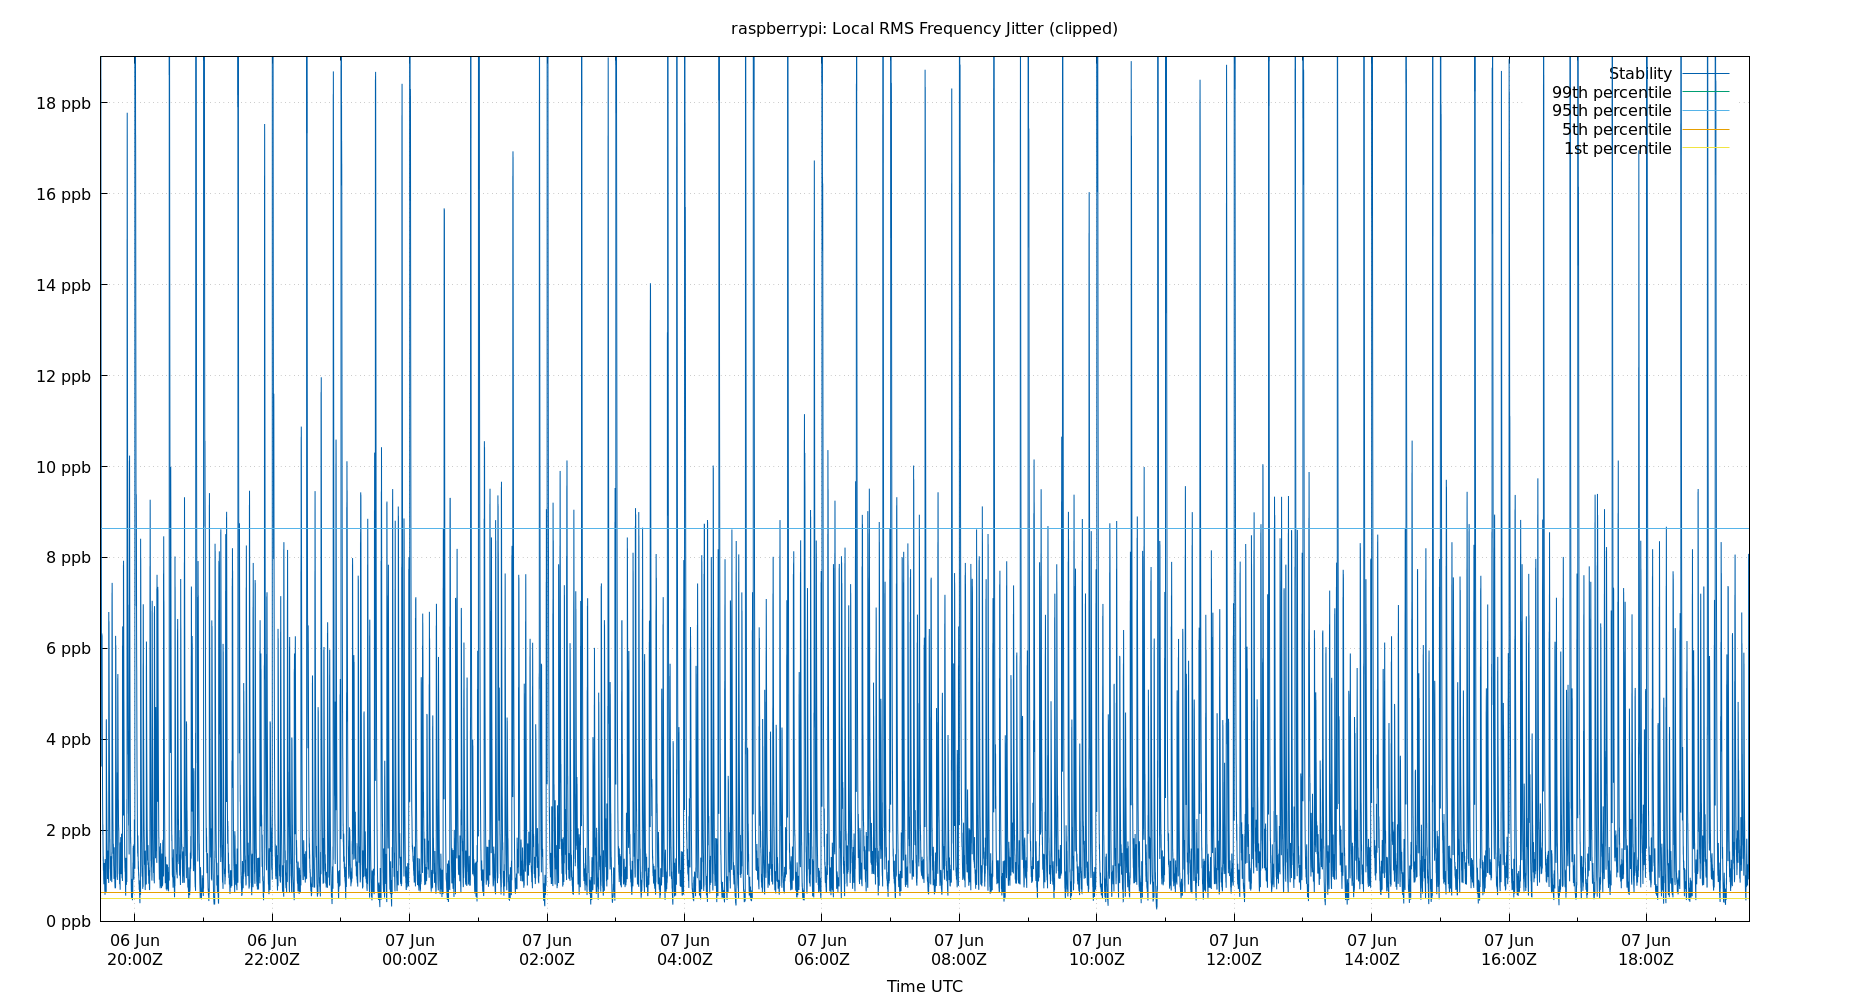 raspberrypi: Local RMS Frequency Jitter (clipped)
Stability
99th percentile
95th percentile
5th percentile
1st percentile
18 ppb
16 ppb
14 ppb
12 ppb
10 ppb
8 ppb
6 ppb
4 ppb
2 ppb
0 ppb
06 Jun 06 Jun 07 Jun 07 Jun 07 Jun 07 Jun 07 Jun 07 Jun 07 Jun 07 Jun 07 Jun 07 Jun
20:00Z 22:00Z 00:00Z 02:00Z 04:00Z 06:00Z 08:00Z 10:00Z 12:00Z 14:00Z 16:00Z 18:00Z
Time UTC